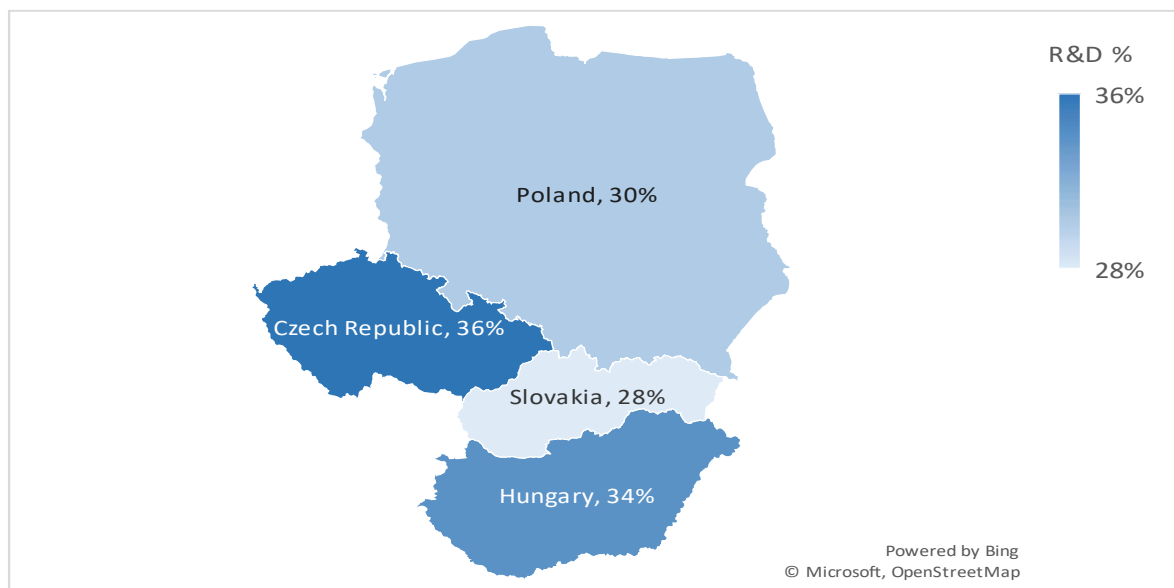 R&D %
36%
28%
Poland, 30%
Czech Republic, 36%
Slovakia, 28%
Hungary, 34%
Powered by Bing
© Microsoft, OpenStreetMap